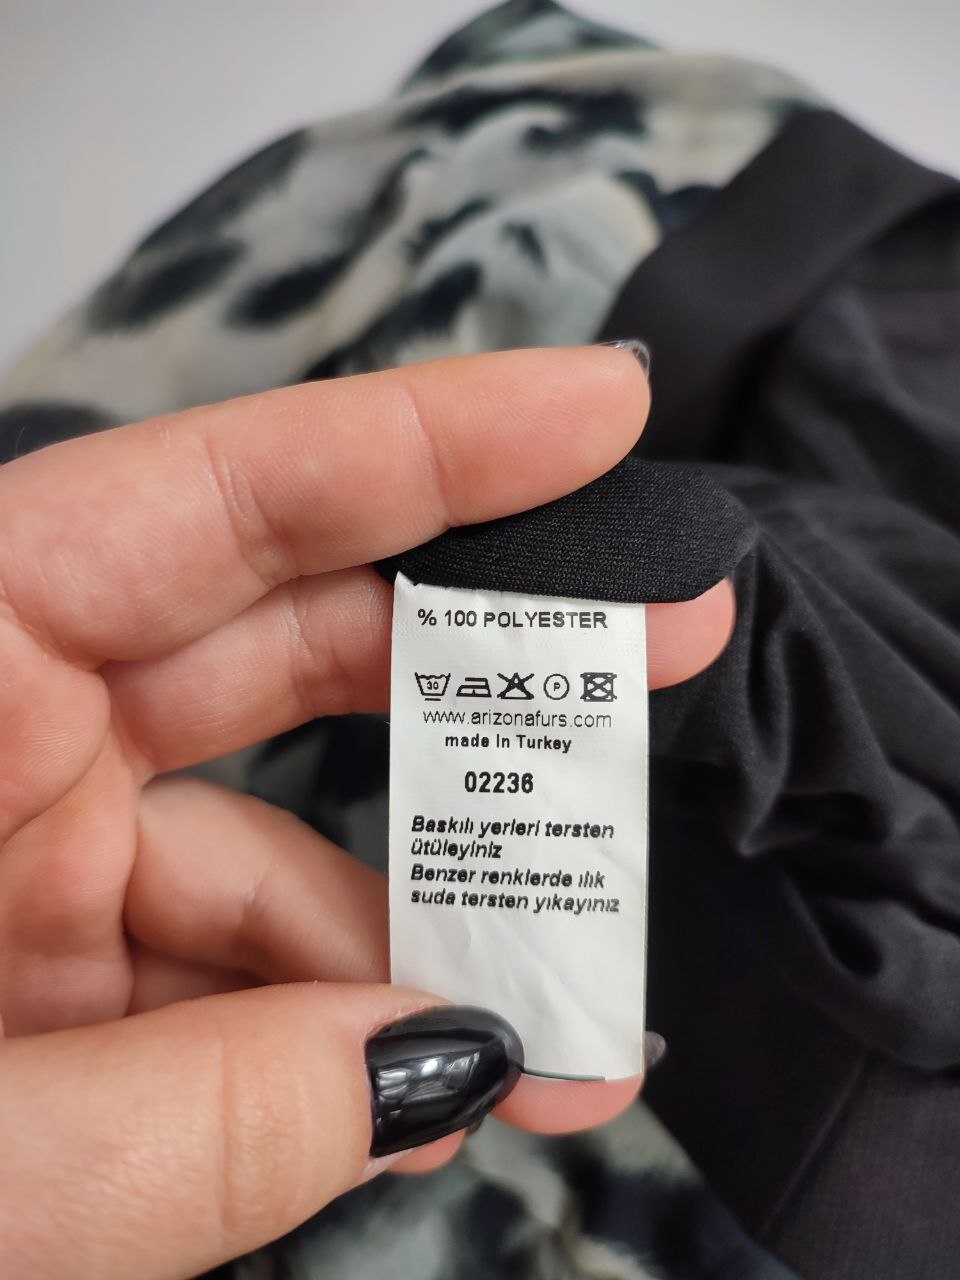 % 100 POLYESTER
30 P
www.arizonafurs.com
made In Turkey
02236
Baskılı yerleri tersten
ütüleyiniz
Benzer renklerde ılık
suda tersten yıkayınız